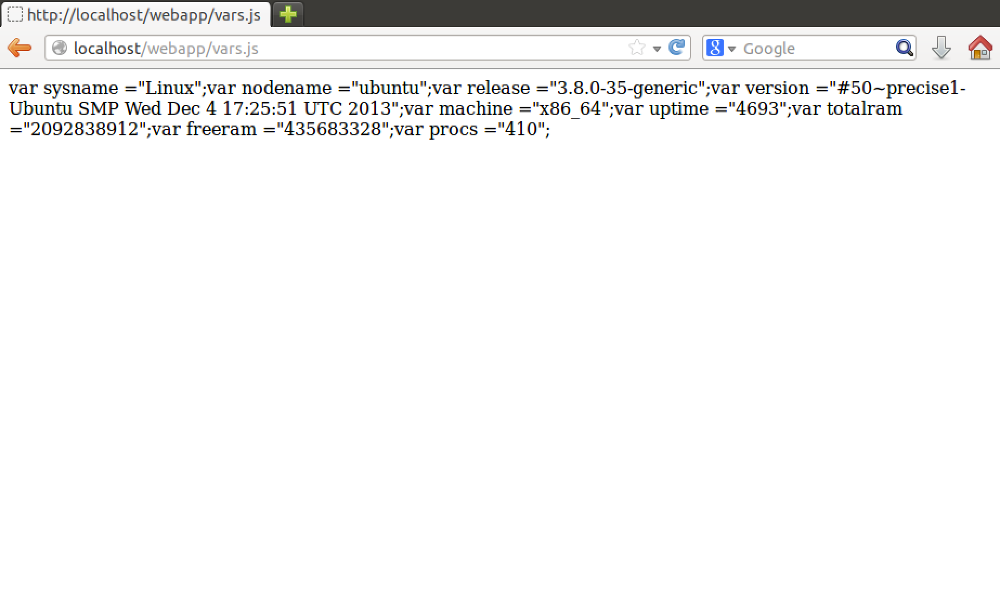 http://localhost/webapp/vars.js
localhost/webapp/vars.js
8
Google
var sysname ="Linux";var nodename ="ubuntu";var release ="3.8.0-35-generic";var version ="#50~precise1-
Ubuntu SMP Wed Dec 4 17:25:51 UTC 2013";var machine ="x86_64";var uptime ="4693";var totalram
="2092838912";var freeram ="435683328";var procs ="410";